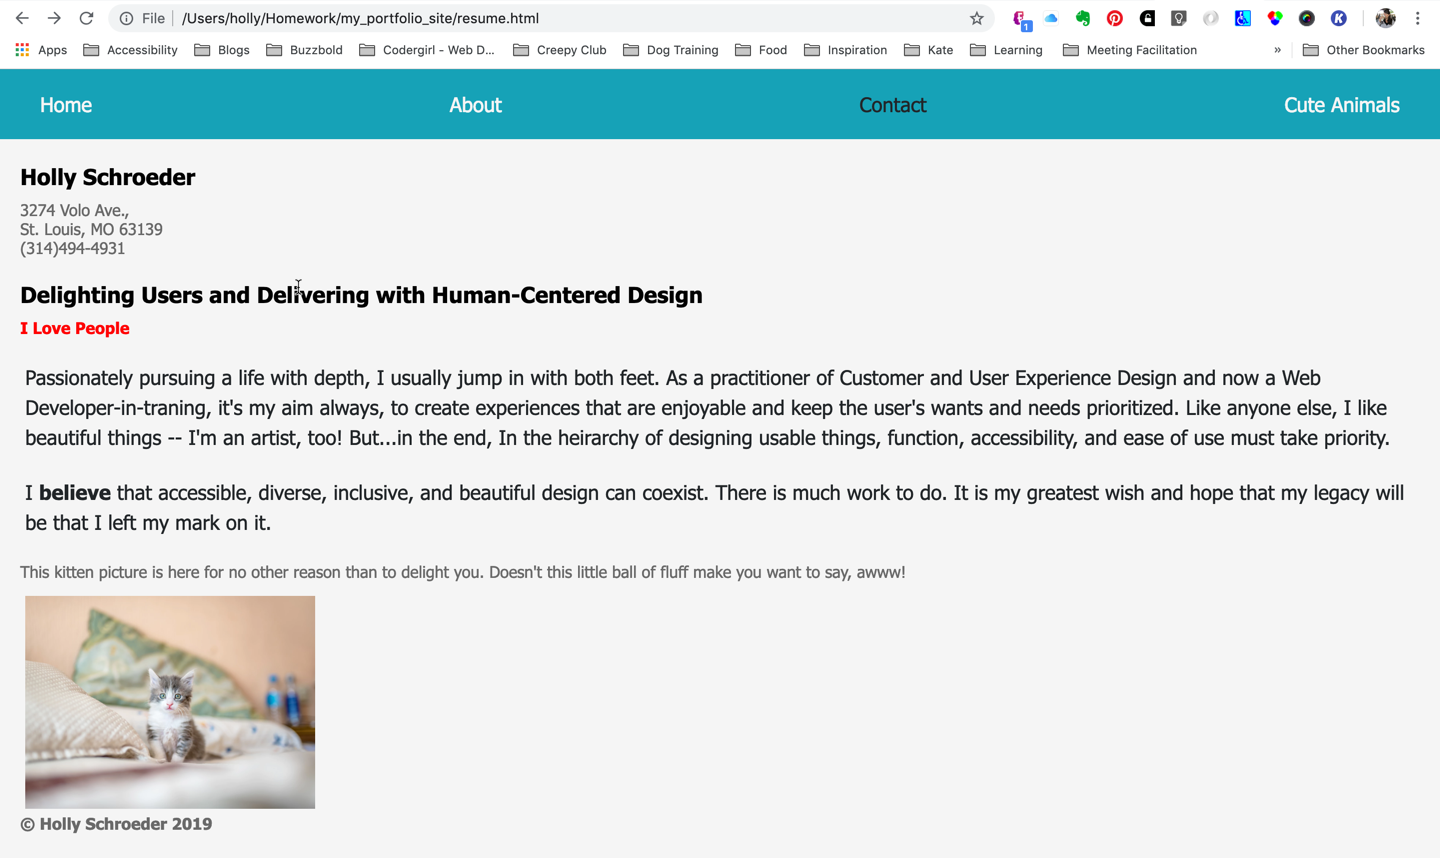 File /Users/holly/Homework/my_portfolio_site/resume.html
1
Apps Accessibility Blogs Buzzbold Codergirl - Web D... Creepy Club Dog Training Food Inspiration Kate Learning Meeting Facilitation » Other Bookmarks
Home About Contact Cute Animals
Holly Schroeder
3274 Volo Ave.,
St. Louis, MO 63139
(314)494-4931
Delighting Users and Delivering with Human-Centered Design
I Love People
Passionately pursuing a life with depth, I usually jump in with both feet. As a practitioner of Customer and User Experience Design and now a Web
Developer-in-traning, it's my aim always, to create experiences that are enjoyable and keep the user's wants and needs prioritized. Like anyone else, I like
beautiful things -- I'm an artist, too! But...in the end, In the heirarchy of designing usable things, function, accessibility, and ease of use must take priority.
I believe that accessible, diverse, inclusive, and beautiful design can coexist. There is much work to do. It is my greatest wish and hope that my legacy will
be that I left my mark on it.
This kitten picture is here for no other reason than to delight you. Doesn't this little ball of fluff make you want to say, awww!
© Holly Schroeder 2019